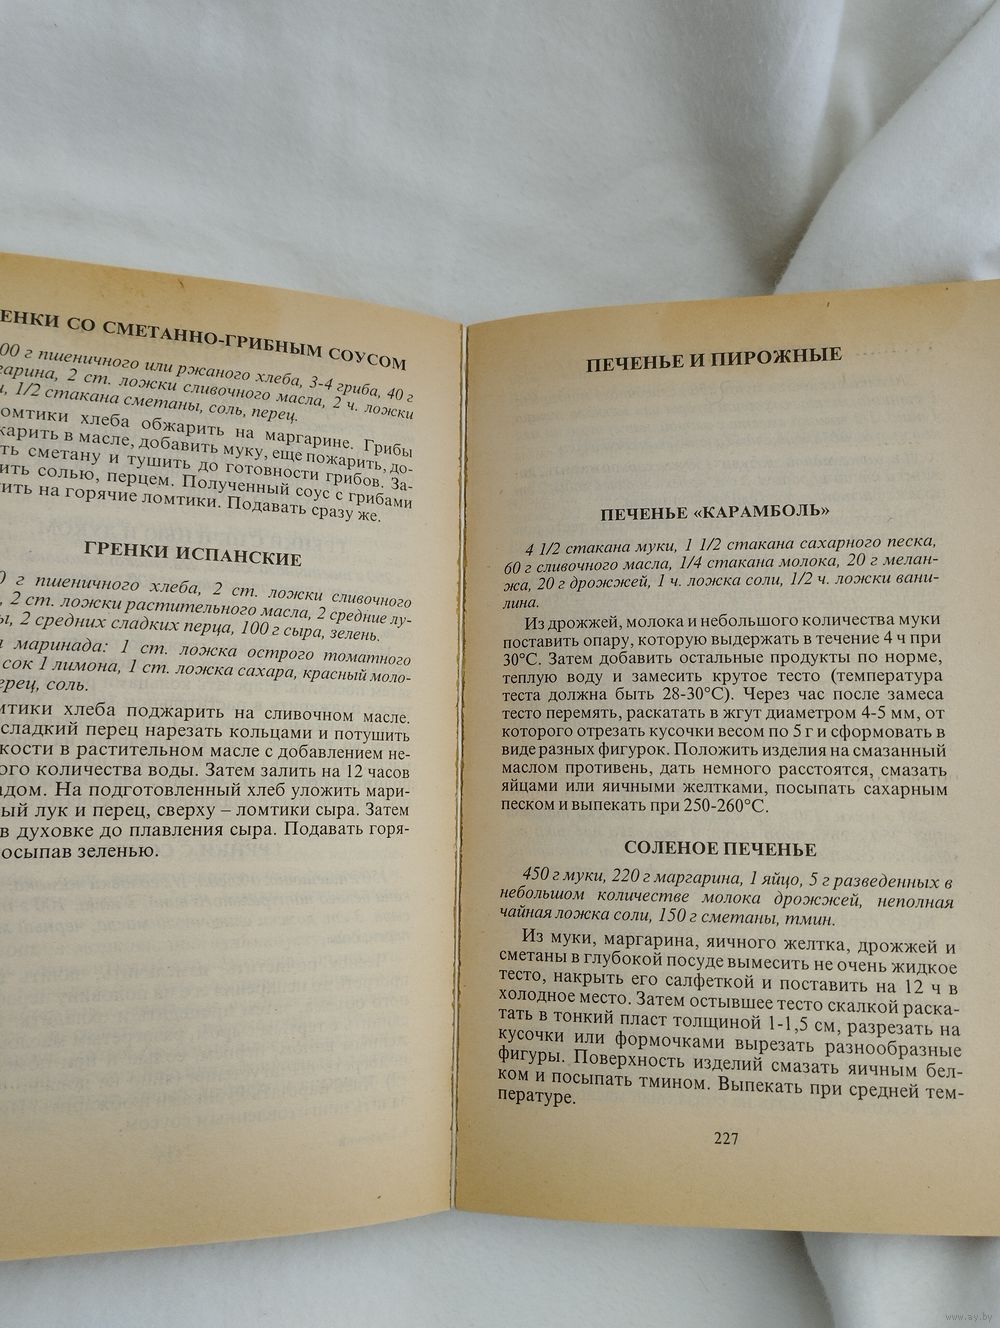 ЕНКИ СО СМЕТАННО-ГРИБНЫМ СОУСОМ
00 г пшеничного или ржаного хлеба, 3-4 гриба, 40 г
гарина, 2 ст. ложки сливочного масла, 2 ч. ложки
и, 1/2 стакана сметаны, соль, перец.
омтики хлеба обжарить на маргарине. Грибы
жарить в масле, добавить муку, еще пожарить, до-
ть сметану и тушить до готовности грибов. За-
ить солью, перцем. Полученный соус с грибами
ить на горячие ломтики. Подавать сразу же.
ГРЕНКИ ИСПАНСКИЕ
0 г пшеничного хлеба, 2 ст. ложки сливочного
, 2 ст. ложки растительного масла, 2 средние лу-
ы, 2 средних сладких перца, 100 г сыра, зелень.
я маринада: 1 ст. ложка острого томатного
сок 1 лимона, 1 ст. ложка сахара, красный моло-
ерец, соль.
мтики хлеба поджарить на сливочном масле.
сладкий перец нарезать кольцами и потушить
кости в растительном масле с добавлением не-
ого количества воды. Затем залить на 12 часов
адом. На подготовленный хлеб уложить мари-
ый лук и перец, сверху – ломтики сыра. Затем
в духовке до плавления сыра. Подавать горя-
осыпав зеленью.
ПЕЧЕНЬЕ И ПИРОЖНЫЕ
ПЕЧЕНЬЕ «КАРАМБОЛЬ»
4 1/2 стакана муки, 1 1/2 стакана сахарного песка,
60 г сливочного масла, 1/4 стакана молока, 20 г мелан-
жа, 20 г дрожжей, 1 ч. ложка соли, 1/2 ч. ложки вани-
лина.
Из дрожжей, молока и небольшого количества муки
поставить опару, которую выдержать в течение 4 ч при
30°С. Затем добавить остальные продукты по норме,
теплую воду и замесить крутое тесто (температура
теста должна быть 28-30°С). Через час после замеса
тесто перемять, раскатать в жгут диаметром 4-5 мм, от
которого отрезать кусочки весом по 5 г и сформовать в
виде разных фигурок. Положить изделия на смазанный
маслом противень, дать немного расстоятся, смазать
яйцами или яичными желтками, посыпать сахарным
песком и выпекать при 250-260°С.
СОЛЕНОЕ ПЕЧЕНЬЕ
450 г муки, 220 г маргарина, 1 яйцо, 5 г разведенных в
небольшом количестве молока дрожжей, неполная
чайная ложка соли, 150 г сметаны, тмин.
Из муки, маргарина, яичного желтка, дрожжей и
сметаны в глубокой посуде вымесить не очень жидкое
тесто, накрыть его салфеткой и поставить на 12 ч в
холодное место. Затем остывшее тесто скалкой раска-
тать в тонкий пласт толщиной 1-1,5 см, разрезать на
кусочки или формочками вырезать разнообразные
фигуры. Поверхность изделий смазать яичным бел-
ком и посыпать тмином. Выпекать при средней тем-
пературе.
227
www.ay.by